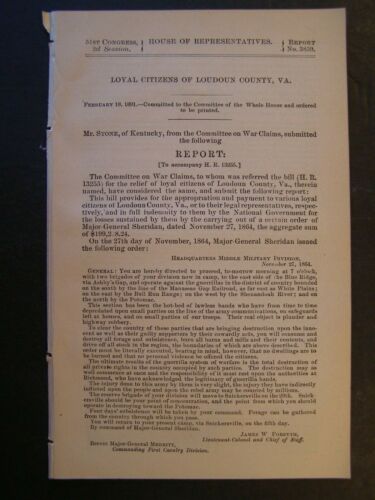 51ST CONGRESS,
2d Session.
HOUSE OF REPRESENTATIVES.
REPORT
No. 3859.
LOYAL CITIZENS OF LOUDOUN COUNTY, VA.
FEBRUARY 19, 1891.—Committed to the Committee of the Whole House and ordered
to be printed.
Mr. STONE, of Kentucky, from the Committee on War Claims, submitted
the following
REPORT:
[To accompany H. R. 13255.]
The Committee on War Claims, to whom was referred the bill (H. R.
13255) for the relief of loyal citizens of Loudoun County, Va., therein
named, have considered the same, and submit the following report:
This bill provides for the appropriation and payment to various loyal
citizens of Loudoun County, Va., or to their legal representatives, respect-
ively, and in full indemnity to them by the National Government for
the losses sustained by them by the carrying out of a certain order of
Major-General Sheridan, dated November 27, 1864, the aggregate sum
of
On the 27th day of November, 1864, Major-General Sheridan issued
the following order:
HEADQUARTERS MIDDLE MILITARY DIVISION,
November 27, 1864.
GENERAL: You are hereby directed to proceed to-morrow morning at 7 o'clock,
with two brigades of your division now in camp, to the east side of the Blue Ridge,
via Ashby's Gap, and operate against the guerrillas in the district of country bounded
on the south by the line of the Manassas Gap Railroad, as far east as White Plains;
on the east by the Bull Run Range; on the west by the Shenandoah River; and on
the north by the Potomac.
This section has been the hot-bed of lawless bands who have from time to time
depredated upon small parties on the line of the army communications, on safeguards
left at houses, and on small parties of our troops. Their real object is plunder and
highway robbery.
To clear the country of these parties that are bringing destruction upon the inno-
cent as well as their guilty supporters by their cowardly acts, you will consume and
destroy all forage and subsistence, burn all barns and mills and their contents, and
drive off all stock in the region, the boundaries of which are above described. This
order must be literally executed, bearing in mind, however, that no dwellings are to
be burned and that no personal violence be offered the citizens.
The ultimate results of the guerrilla system of warfare is the total destruction of
all private rights in the country occupied by such parties. The destruction may as
well commence at once and the responsibility of it must rest upon the authorities at
Richmond, who have acknowledged the legitimacy of guerrilla bands.
The injury done to this army by them is very slight, the injury they have indirectly
inflicted upon the people and upon the rebel army may be counted by millions.
The reserve brigade of your division will move to Snickersville on the 29th. Snick-
ersville should be your point of concentration, and the point from which you should
operate in destroying toward the Potomac.
Four days' subsistence will be taken by your command. Forage can be gathered
from the country through which you pass.
You will return to your present camp, via Snickersville, on the fifth day.
By command of Major-General Sheridan.
JAMES W. FORSYTH,
Lieutenant-Colonel and Chief of Staff.
Brevet Major-General MERRITT,
Commanding First Cavalry Division.